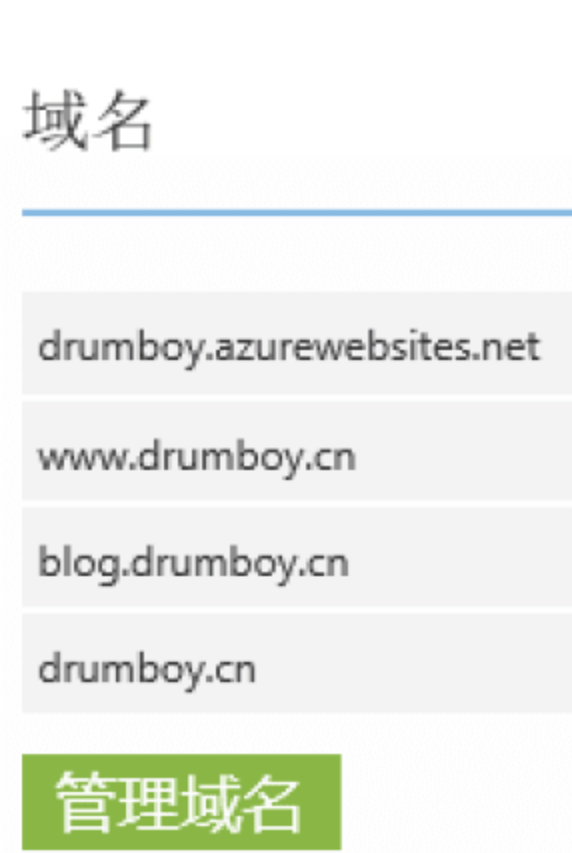 域名
drumboy.azurewebsites.net
www.drumboy.cn
blog.drumboy.cn
drumboy.cn
管理域名